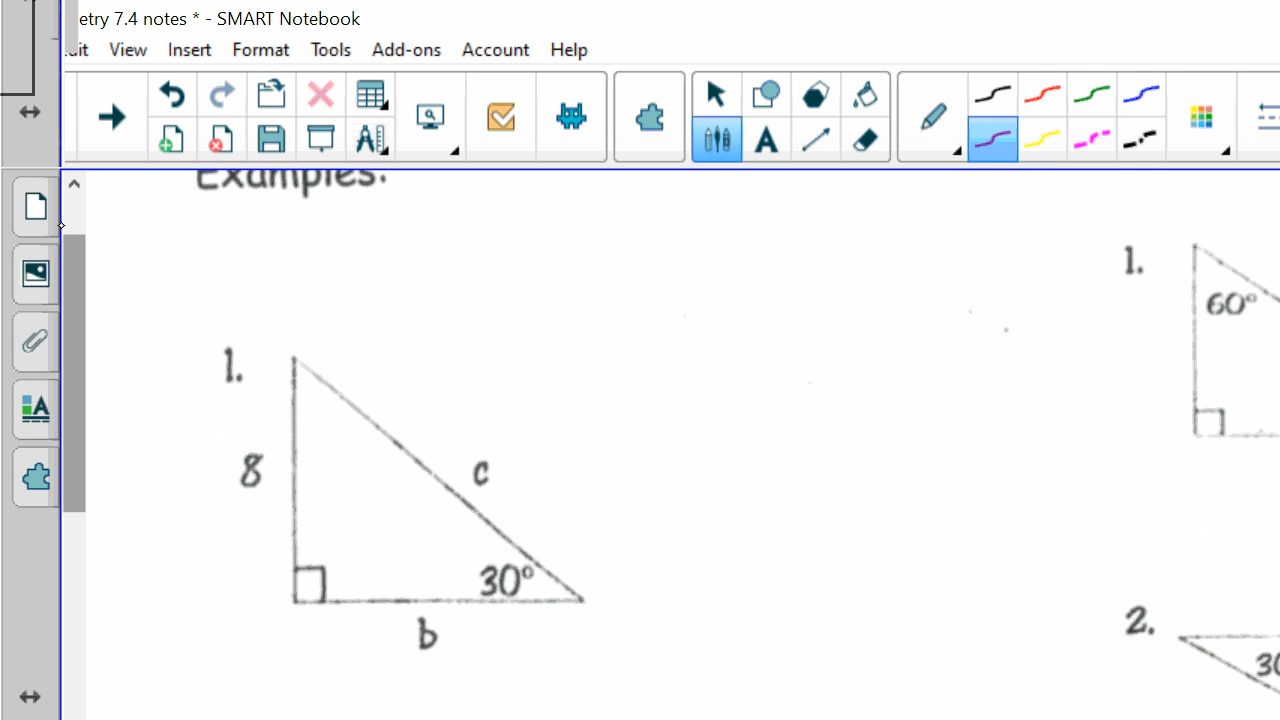 etry 7.4 notes * - SMART Notebook
dit View Insert Format Tools Add-ons Account Help
Examples:
1.
60°
1.
8
c
30°
b
2.
30